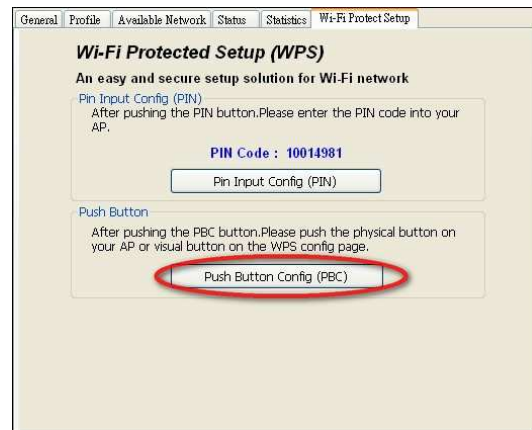 General Profile Available Network Status Statistics Wi-Fi Protect Setup
Wi-Fi Protected Setup (WPS)
An easy and secure setup solution for Wi-Fi network
Pin Input Config (PIN)
After pushing the PIN button.Please enter the PIN code into your
AP.
PIN Code : 10014981
Pin Input Config (PIN)
Push Button
After pushing the PBC button.Please push the physical button on
your AP or visual button on the WPS config page.
Push Button Config (PBC)